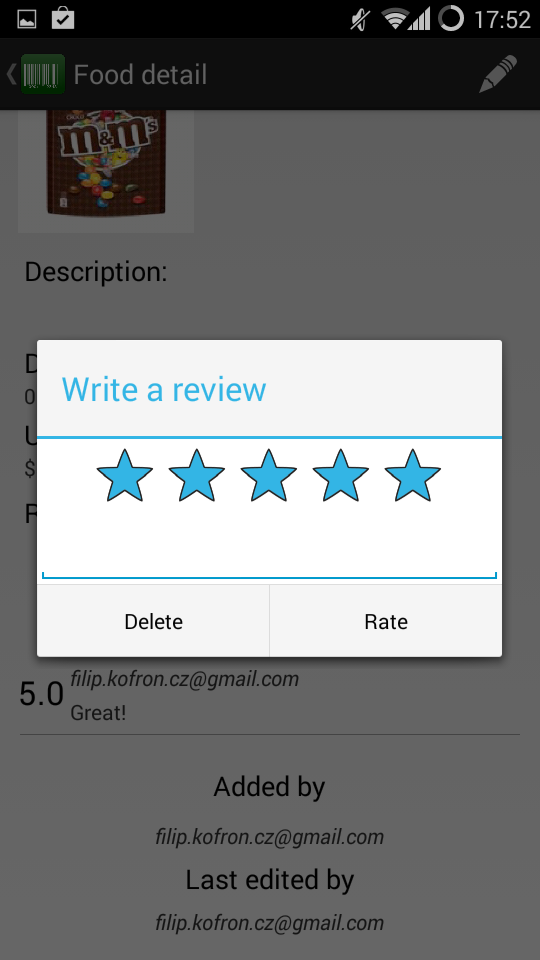 17:52
Food detail
m&m's
Description:
D
0
U
$
Write a review
Delete
Rate
5.0
filip.kofron.cz@gmail.com
Great!
Added by
filip.kofron.cz@gmail.com
Last edited by
filip.kofron.cz@gmail.com